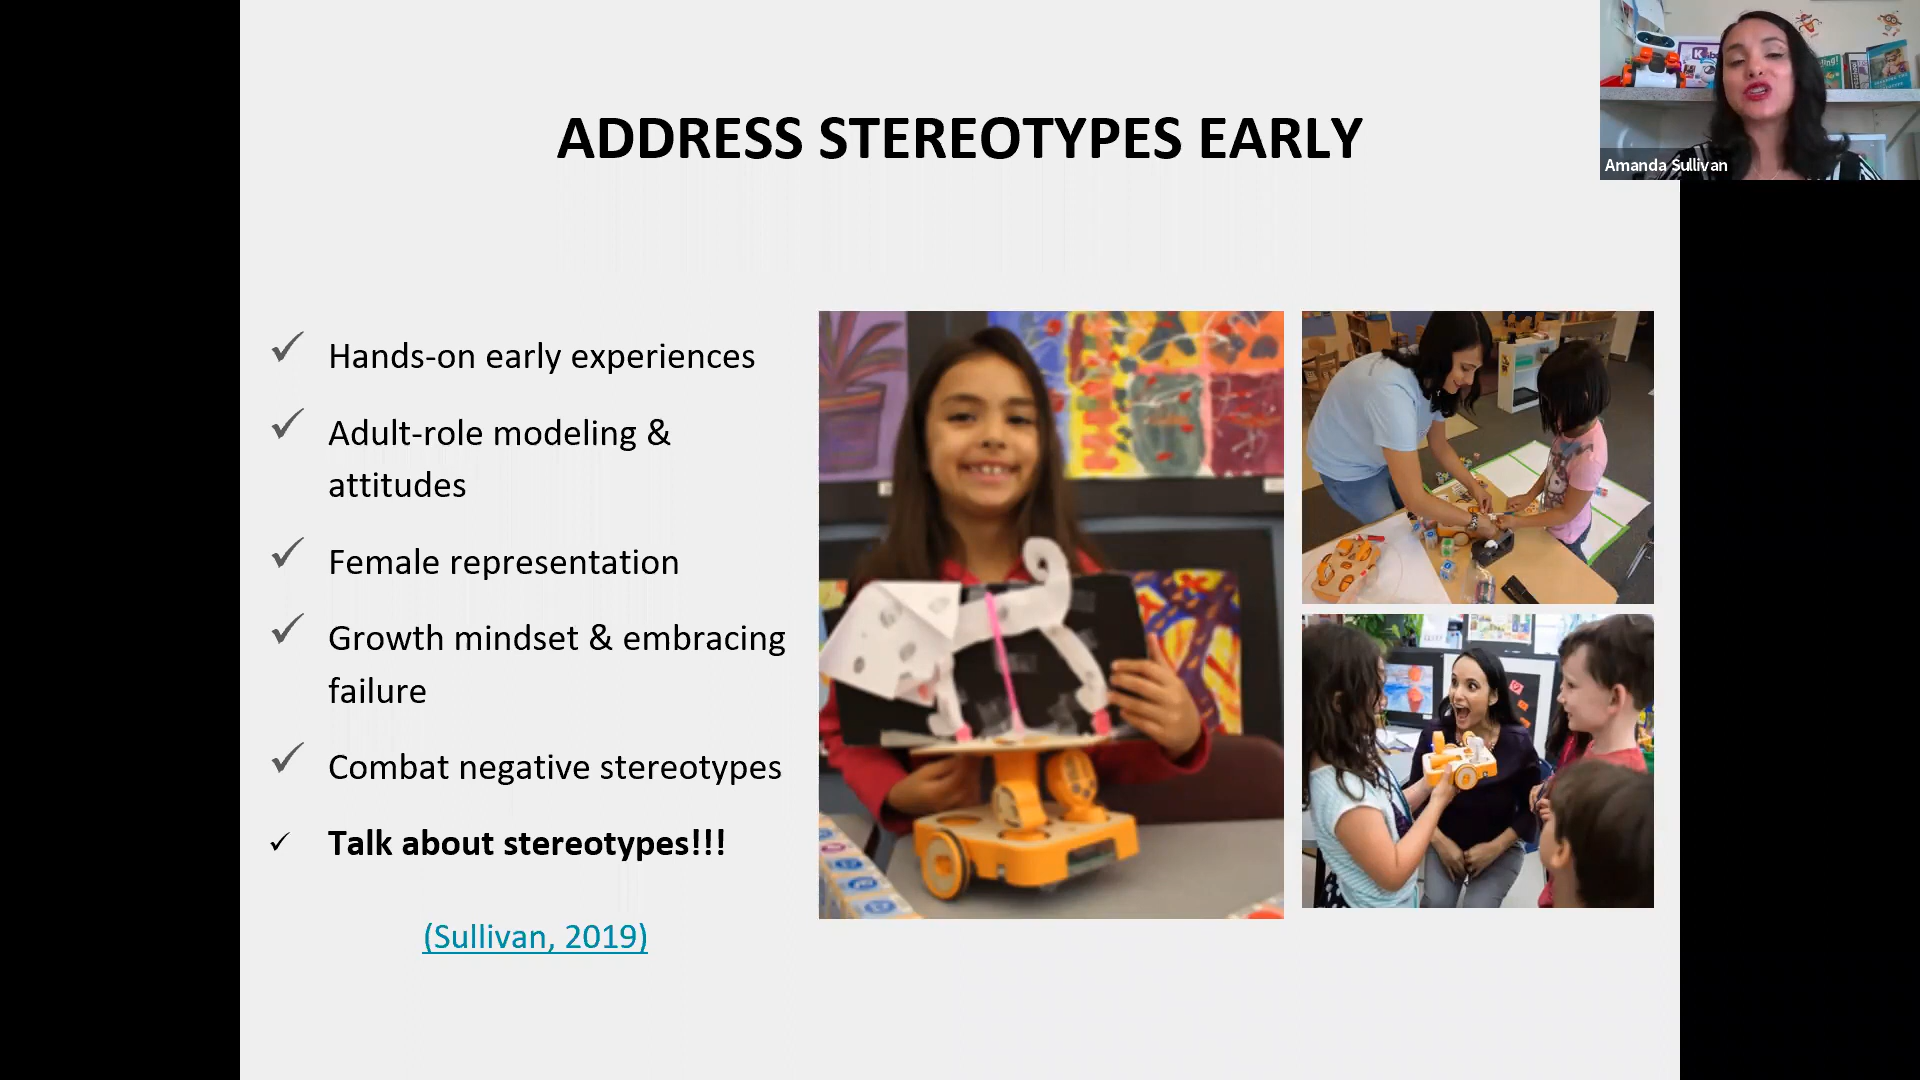 ADDRESS STEREOTYPES EARLY
Amanda Sullivan
Hands-on early experiences
Adult-role modeling &
attitudes
Female representation
Growth mindset & embracing
failure
Combat negative stereotypes
Talk about stereotypes!!!
(Sullivan, 2019)